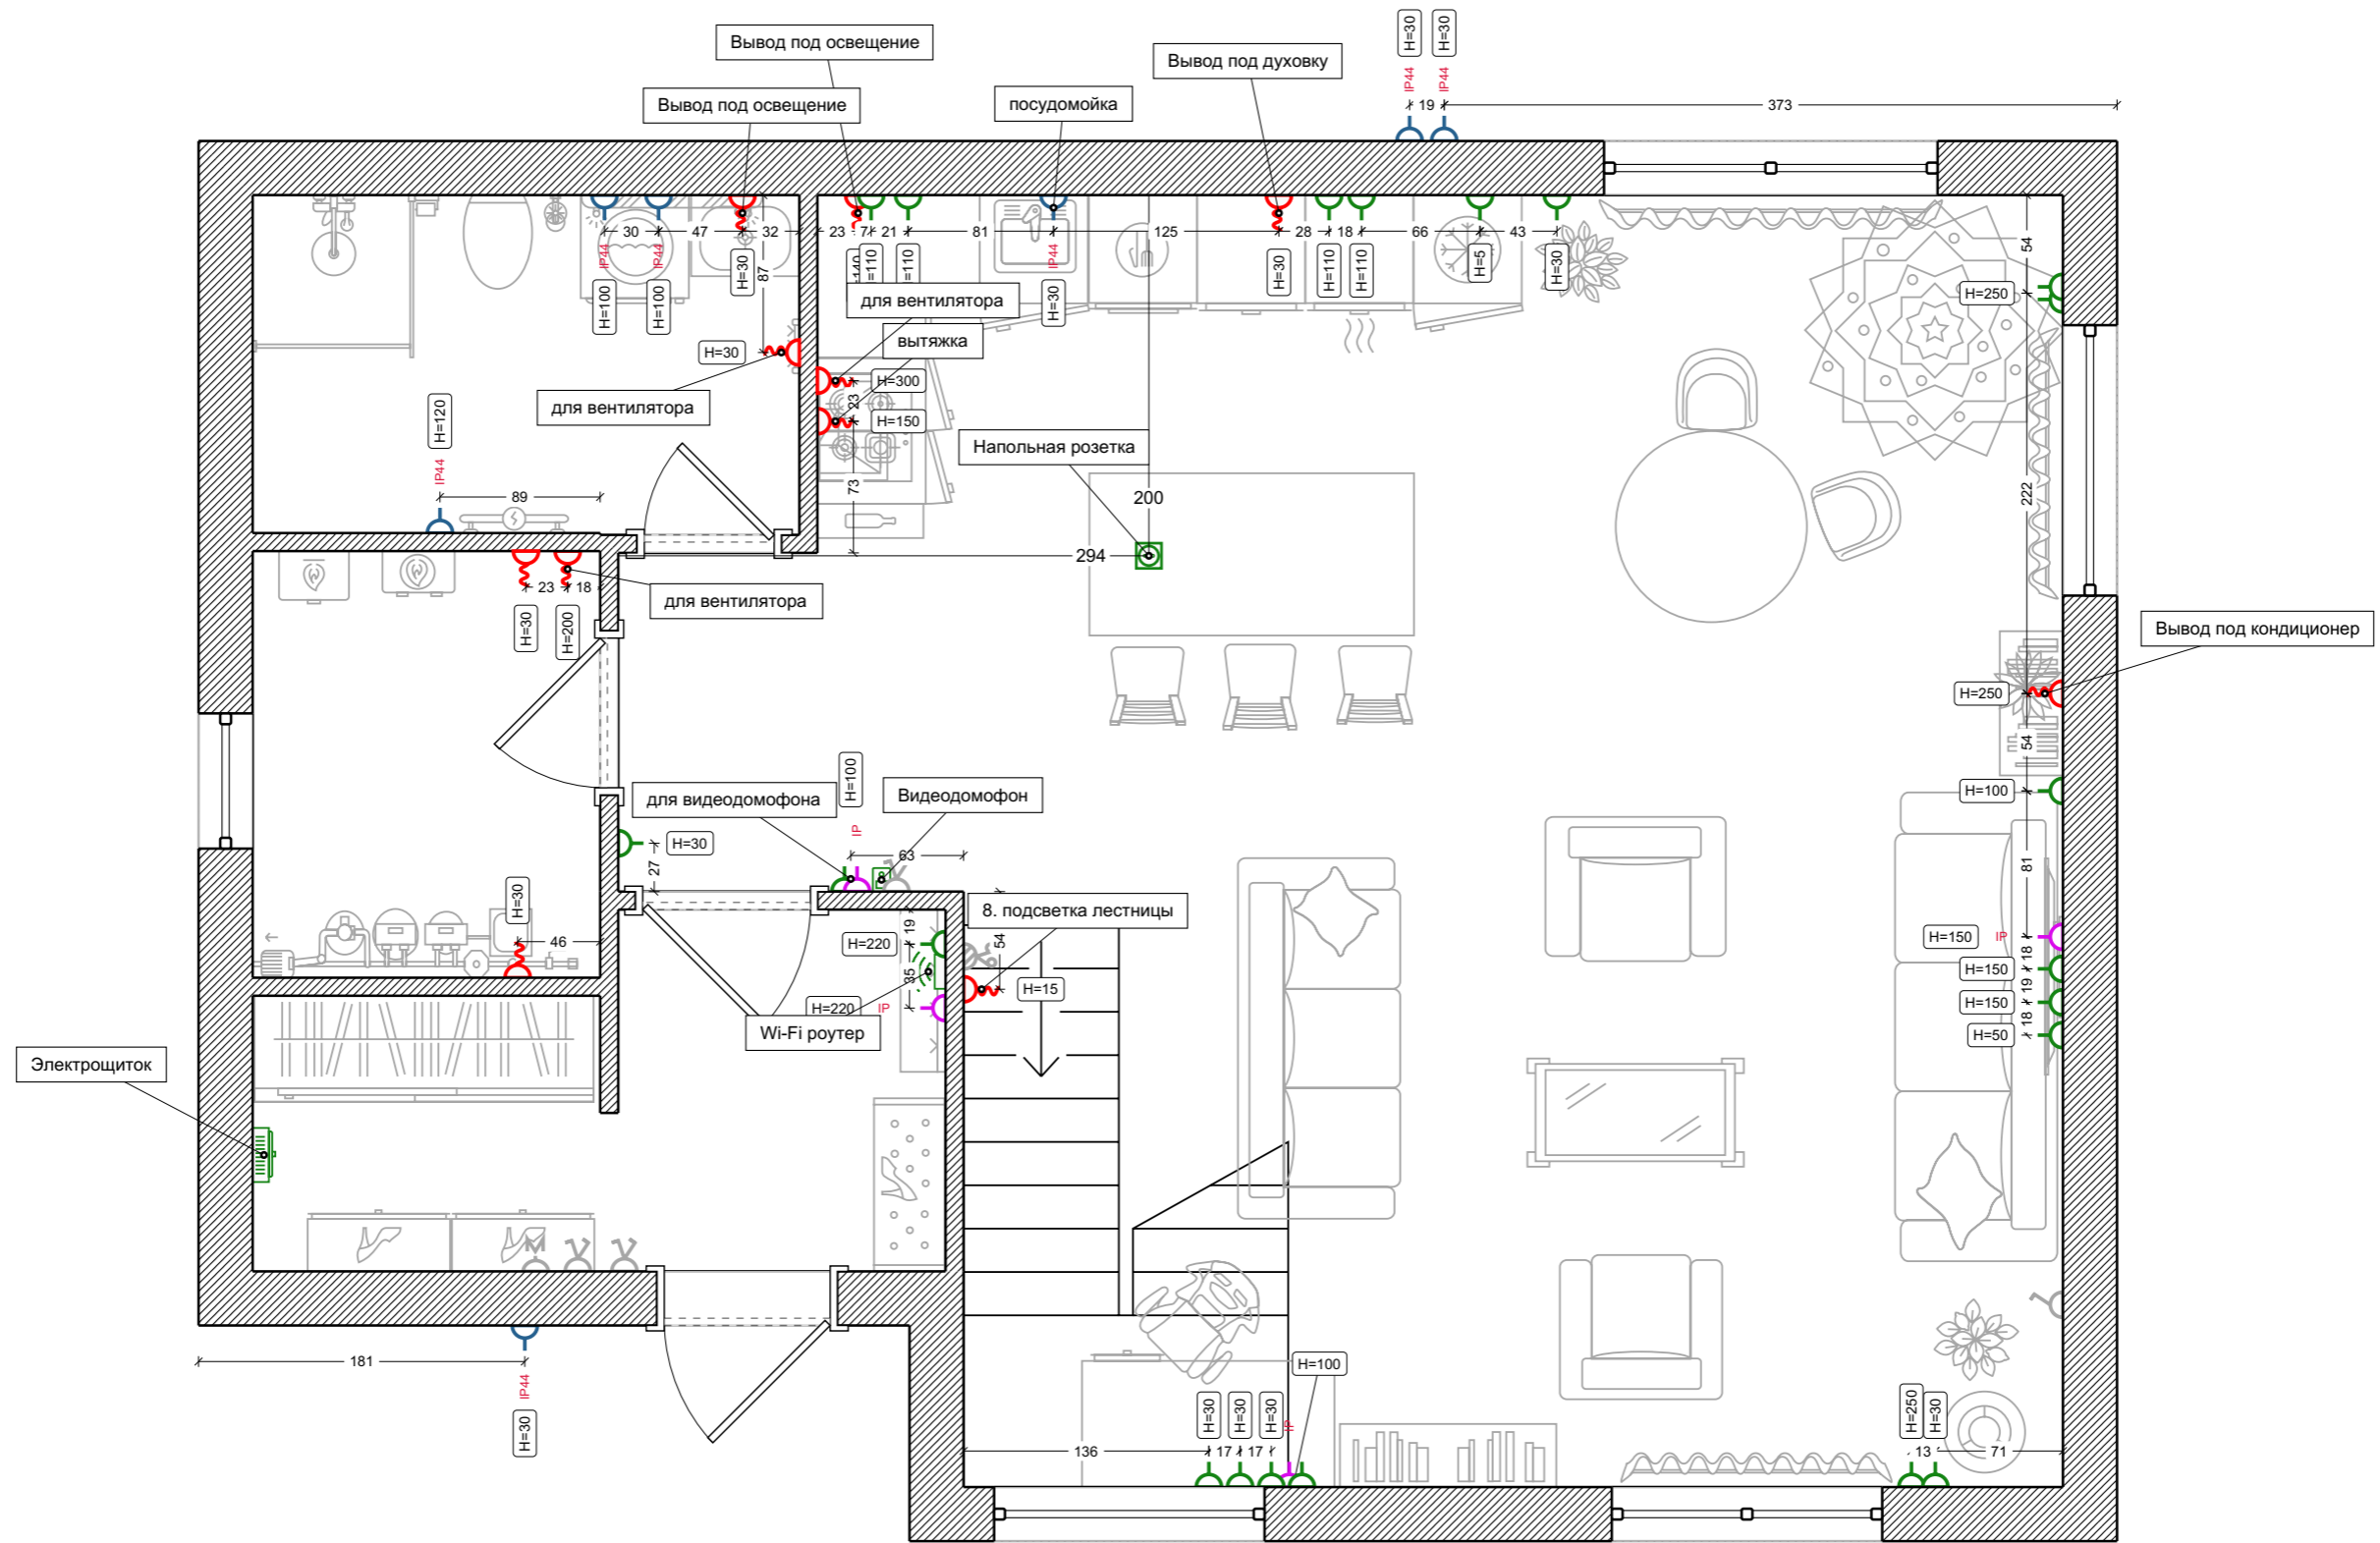 H=30
H=30
Вывод под освещение
Вывод под духовку
IP44
IP44
Вывод под освещение
посудомойка
19
373
30
47
32
23
7
21
81
125
28
18
66
43
54
IP44
IP44
IP44
H=100
H=100
H=30
87
H=110
H=110
H=30
H=30
H=110
H=110
H=5
H=30
H=250
для вентилятора
вытяжка
H=30
H=300
23
H=150
для вентилятора
H=120
IP44
Напольная розетка
89
73
200
222
294
23
18
для вентилятора
H=30
H=200
Вывод под кондиционер
H=250
54
H=100
для видеодомофона
Видеодомофон
H=100
IP
H=30
27
63
81
H=30
8. подсветка лестницы
19
H=220
54
46
35
H=15
H=150
IP
18
H=150
19
H=150
18
H=50
H=220
IP
Wi-Fi роутер
Электрощиток
M
181
IP44
H=30
H=100
H=30
H=30
H=30
IP
H=250
H=30
136
17
17
13
71